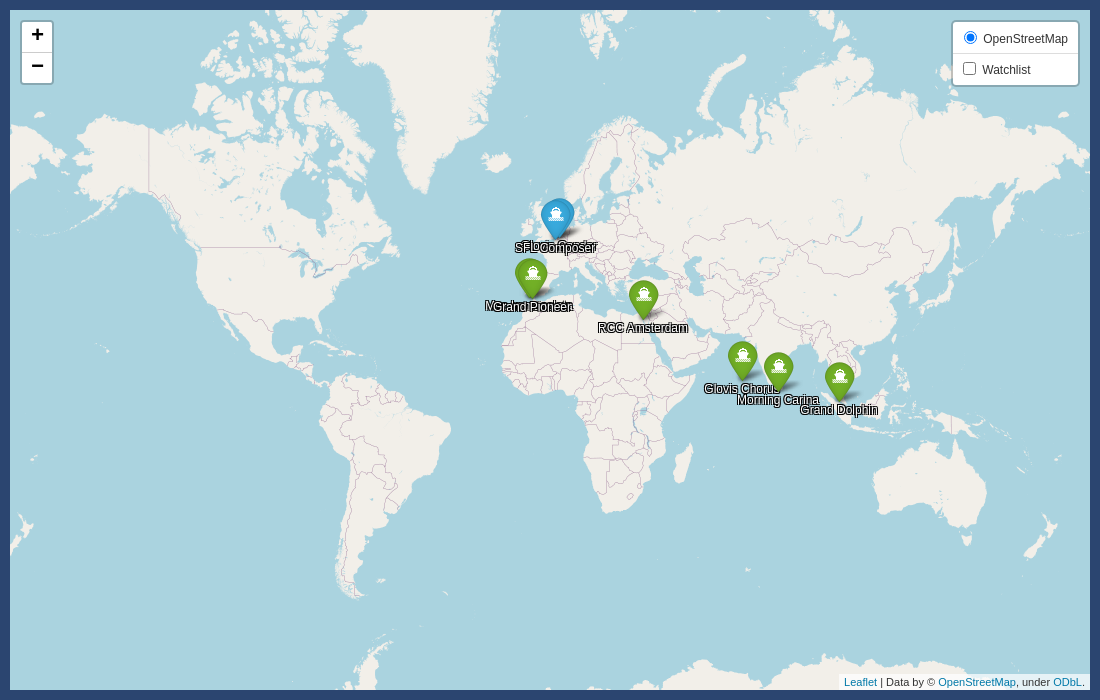 +
−
OpenStreetMap
Watchlist
SFL Composer
Grand Pioneer
RCC Amsterdam
Glovis Chorus
Morning Carina
Grand Dolphin
Leaflet | Data by © OpenStreetMap, under ODbL.